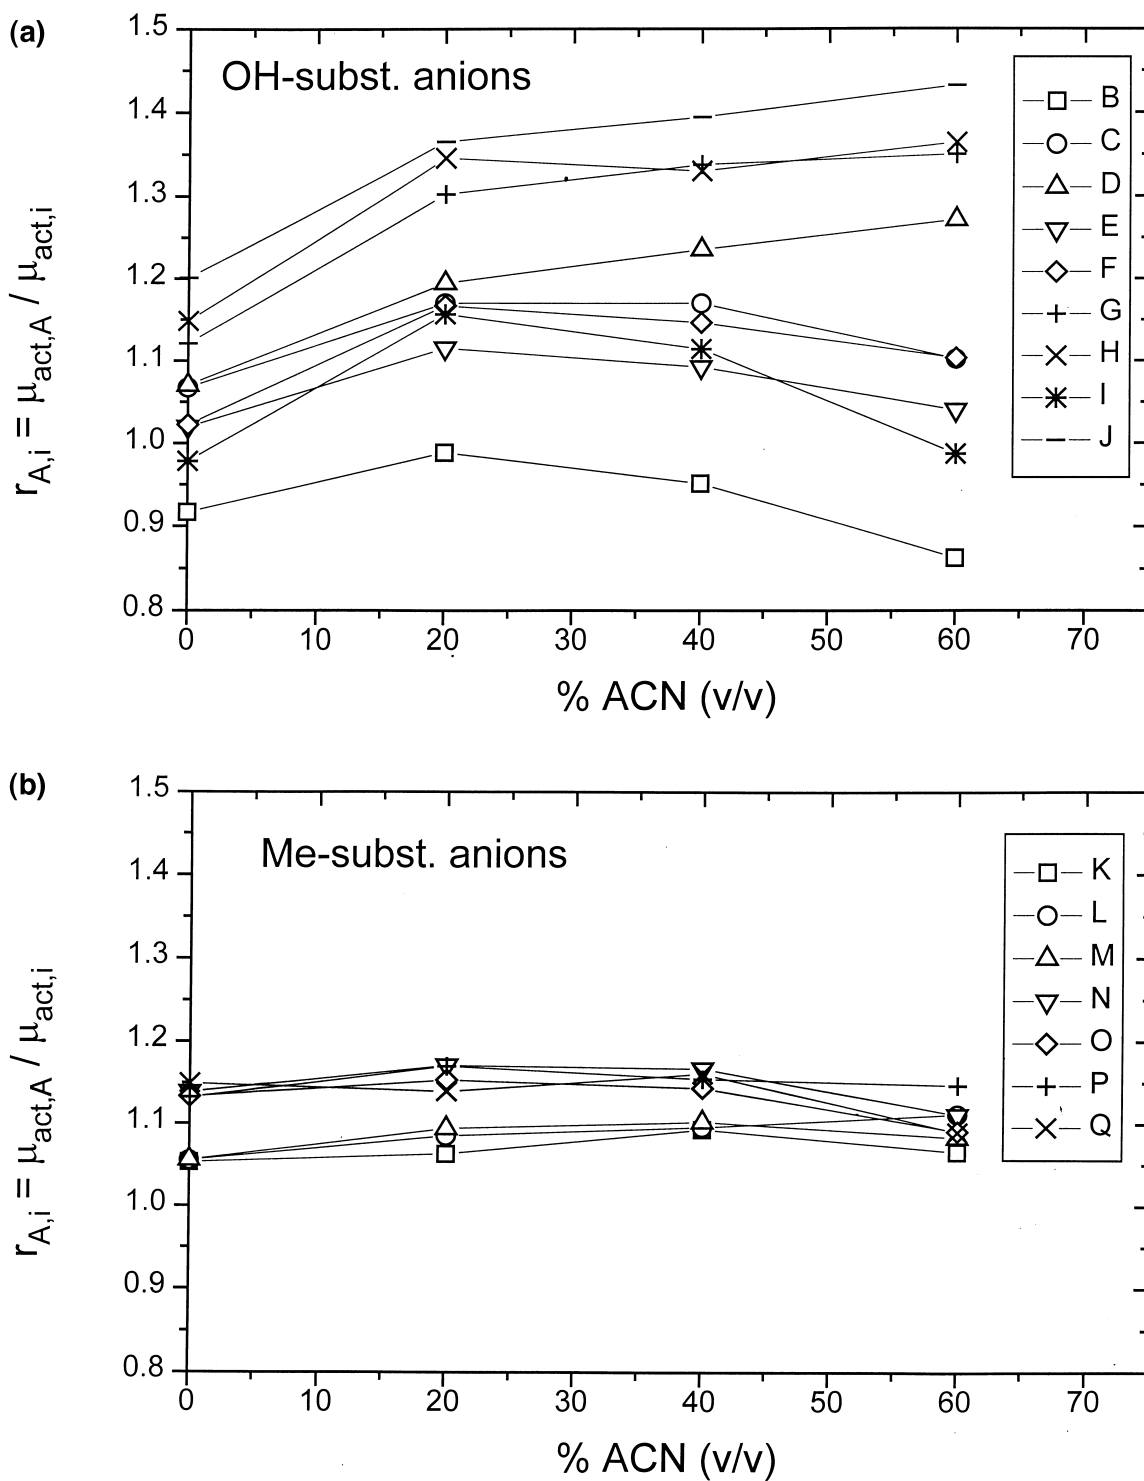 (a)
OH-subst. anions
1.5
1.4
1.3
1.2
1.1
1.0
0.9
0.8
r_A,i = μ_act,A / μ_act,i
0 10 20 30 40 50 60 70
% ACN (v/v)
B
C
D
E
F
G
H
I
J
(b)
Me-subst. anions
1.5
1.4
1.3
1.2
1.1
1.0
0.9
0.8
r_A,i = μ_act,A / μ_act,i
0 10 20 30 40 50 60 70
% ACN (v/v)
K
L
M
N
O
P
Q